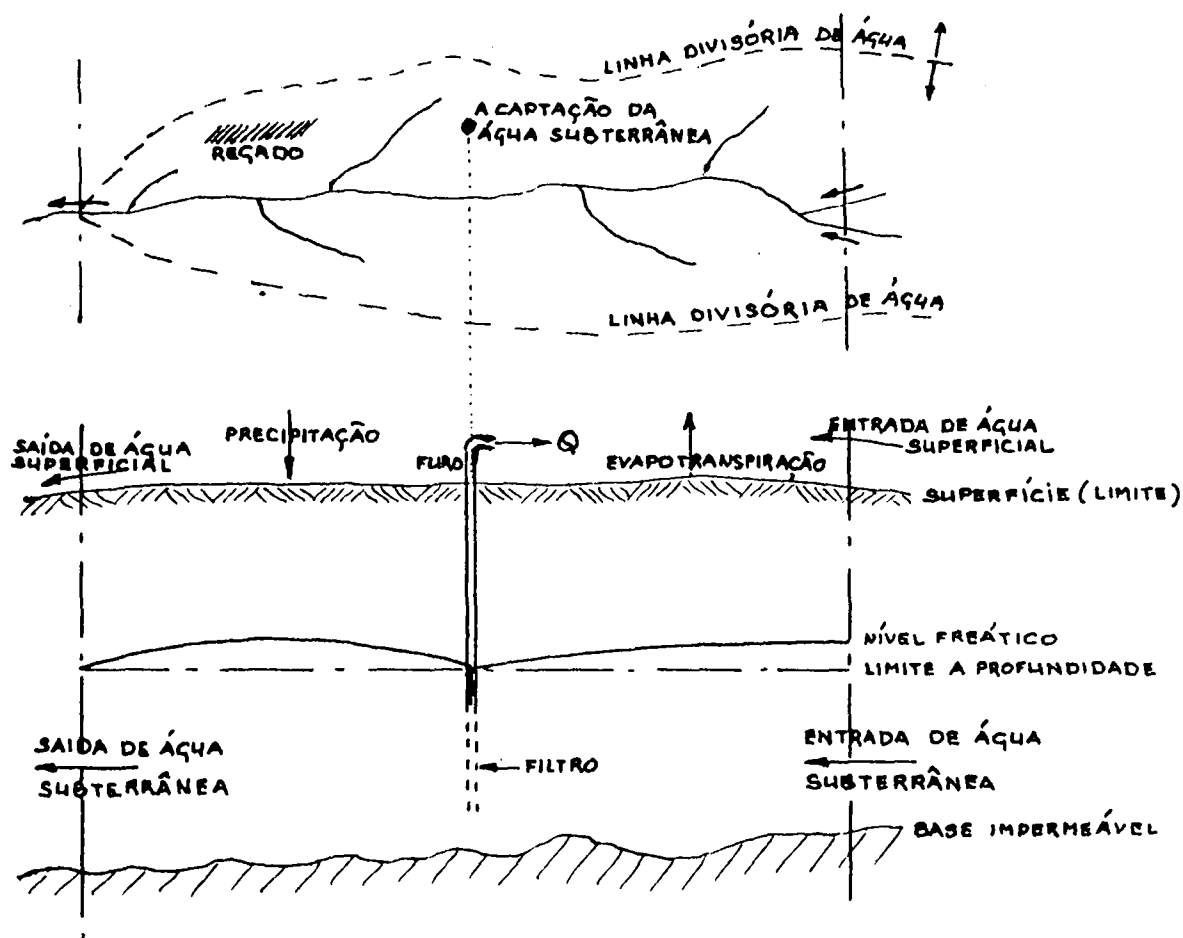 LINHA DIVISÓRIA DE ÁGUA
A CAPTAÇÃO DA
ÁGUA SUBTERRÂNEA
REGADO
LINHA DIVISÓRIA DE ÁGUA
SAÍDA DE ÁGUA
SUPERFICIAL
PRECIPITAÇÃO
FURO
Q
EVAPOTRANSPIRAÇÃO
ENTRADA DE ÁGUA
SUPERFICIAL
SUPERFÍCIE (LIMITE)
NÍVEL FREÁTICO
LIMITE A PROFUNDIDADE
SAIDA DE ÁGUA
SUBTERRÂNEA
FILTRO
ENTRADA DE ÁGUA
SUBTERRÂNEA
BASE IMPERMEÁVEL